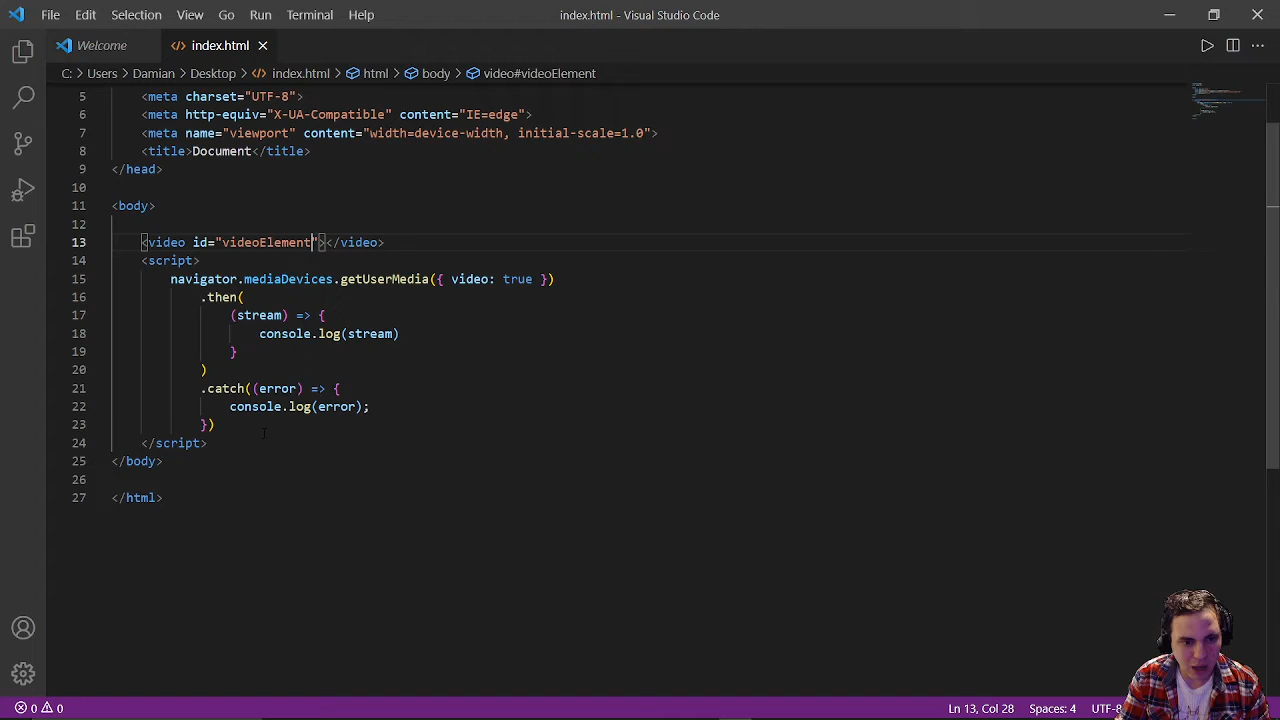 File Edit Selection View Go Run Terminal Help index.html - Visual Studio Code
Welcome index.html
C: > Users > Damian > Desktop > index.html > html > body > video#videoElement
5 <meta charset="UTF-8">
6 <meta http-equiv="X-UA-Compatible" content="IE=edge">
7 <meta name="viewport" content="width=device-width, initial-scale=1.0">
8 <title>Document</title>
9 </head>
10
11 <body>
12
13 <video id="videoElement"></video>
14 <script>
15 navigator.mediaDevices.getUserMedia({ video: true })
16 .then(
17 (stream) => {
18 console.log(stream)
19 }
20 )
21 .catch((error) => {
22 console.log(error);
23 })
24 </script>
25 </body>
26
27 </html>
0 0 Ln 13, Col 28 Spaces: 4 UTF-8